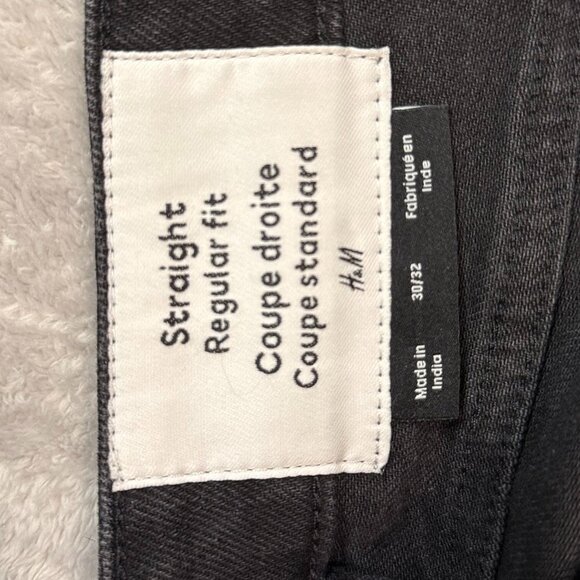 Straight
Regular fit
Coupe droite
Coupe standard
H&M
Made in
India
30/32
Fabriqué en
Inde